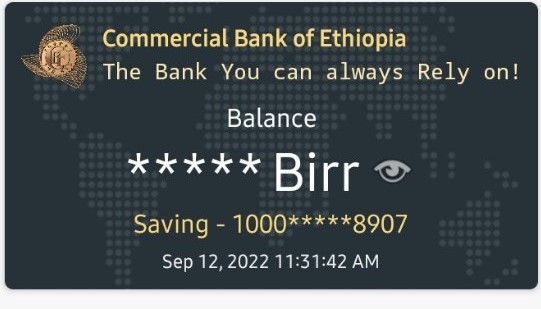 Commercial Bank of Ethiopia
The Bank You can always Rely on!
Balance
***** Birr
Saving - 1000*****8907
Sep 12, 2022 11:31:42 AM